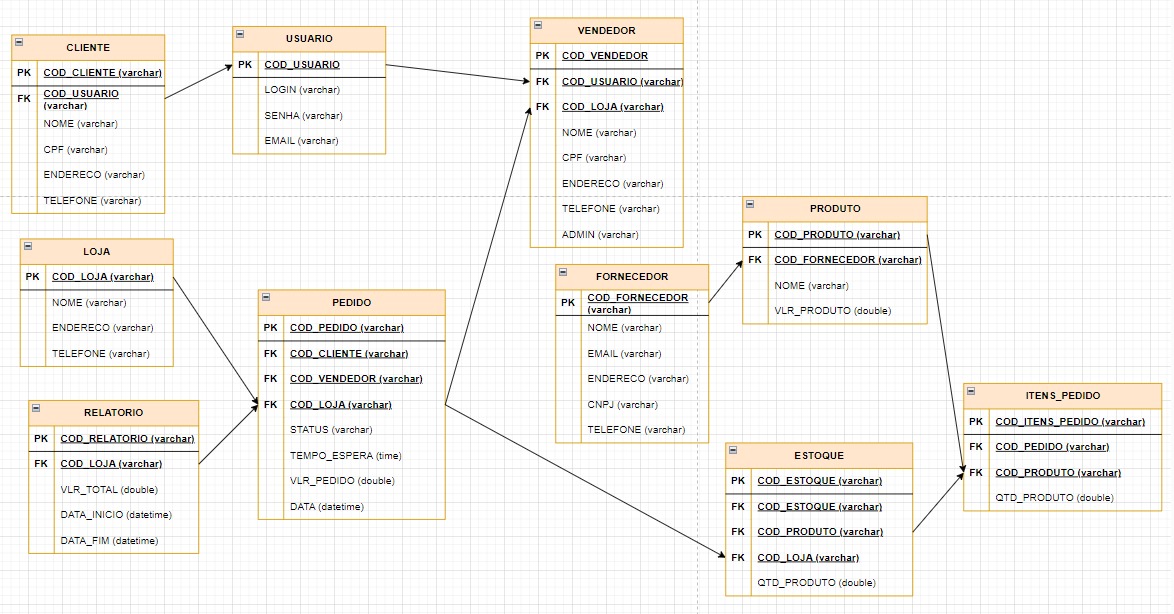 CLIENTE
PK COD_CLIENTE (varchar)
FK COD_USUARIO
(varchar)
NOME (varchar)
CPF (varchar)
ENDERECO (varchar)
TELEFONE (varchar)
USUARIO
PK COD_USUARIO
LOGIN (varchar)
SENHA (varchar)
EMAIL (varchar)
VENDEDOR
PK COD_VENDEDOR
FK COD_USUARIO (varchar)
FK COD_LOJA (varchar)
NOME (varchar)
CPF (varchar)
ENDERECO (varchar)
TELEFONE (varchar)
ADMIN (varchar)
LOJA
PK COD_LOJA (varchar)
NOME (varchar)
ENDERECO (varchar)
TELEFONE (varchar)
PEDIDO
PK COD_PEDIDO (varchar)
FK COD_CLIENTE (varchar)
FK COD_VENDEDOR (varchar)
FK COD_LOJA (varchar)
STATUS (varchar)
TEMPO_ESPERA (time)
VLR_PEDIDO (double)
DATA (datetime)
FORNECEDOR
PK COD_FORNECEDOR
(varchar)
NOME (varchar)
EMAIL (varchar)
ENDERECO (varchar)
CNPJ (varchar)
TELEFONE (varchar)
PRODUTO
PK COD_PRODUTO (varchar)
FK COD_FORNECEDOR (varchar)
NOME (varchar)
VLR_PRODUTO (double)
RELATORIO
PK COD_RELATORIO (varchar)
FK COD_LOJA (varchar)
VLR_TOTAL (double)
DATA_INICIO (datetime)
DATA_FIM (datetime)
ESTOQUE
PK COD_ESTOQUE (varchar)
FK COD_ESTOQUE (varchar)
FK COD_PRODUTO (varchar)
FK COD_LOJA (varchar)
QTD_PRODUTO (double)
ITENS_PEDIDO
PK COD_ITENS_PEDIDO (varchar)
FK COD_PEDIDO (varchar)
FK COD_PRODUTO (varchar)
QTD_PRODUTO (double)